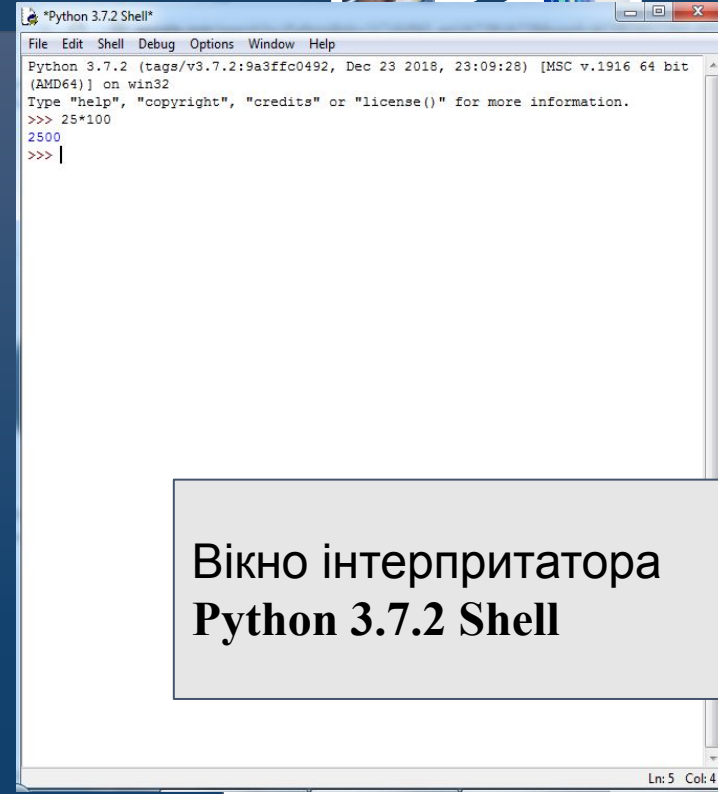 *Python 3.7.2 Shell*
File Edit Shell Debug Options Window Help
Python 3.7.2 (tags/v3.7.2:9a3ffc0492, Dec 23 2018, 23:09:28) [MSC v.1916 64 bit
(AMD64)] on win32
Type "help", "copyright", "credits" or "license()" for more information.
>>> 25*100
2500
>>>
Вікно інтерпритатора
Python 3.7.2 Shell
Ln: 5 Col: 4